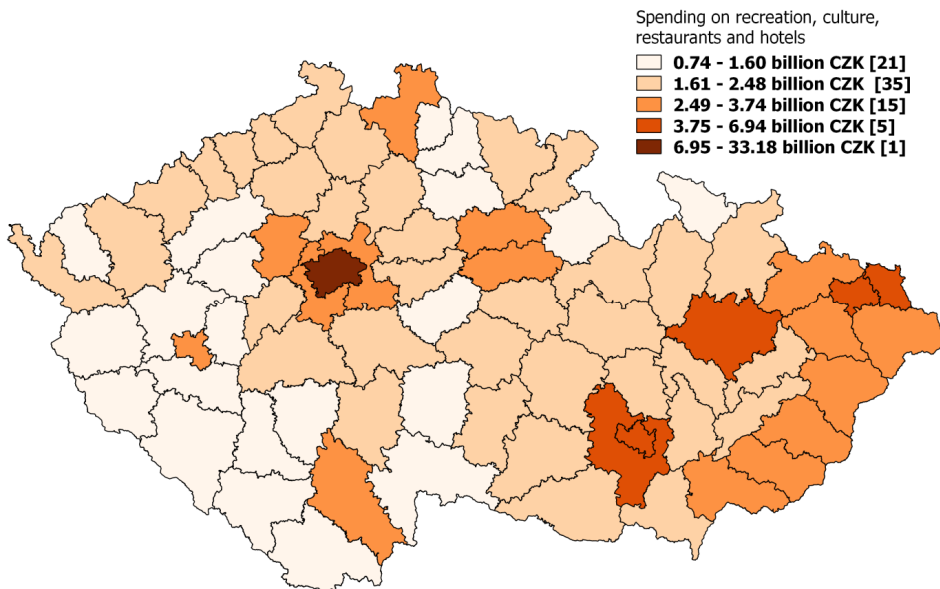 Spending on recreation, culture,
restaurants and hotels
0.74 - 1.60 billion CZK [21]
1.61 - 2.48 billion CZK [35]
2.49 - 3.74 billion CZK [15]
3.75 - 6.94 billion CZK [5]
6.95 - 33.18 billion CZK [1]